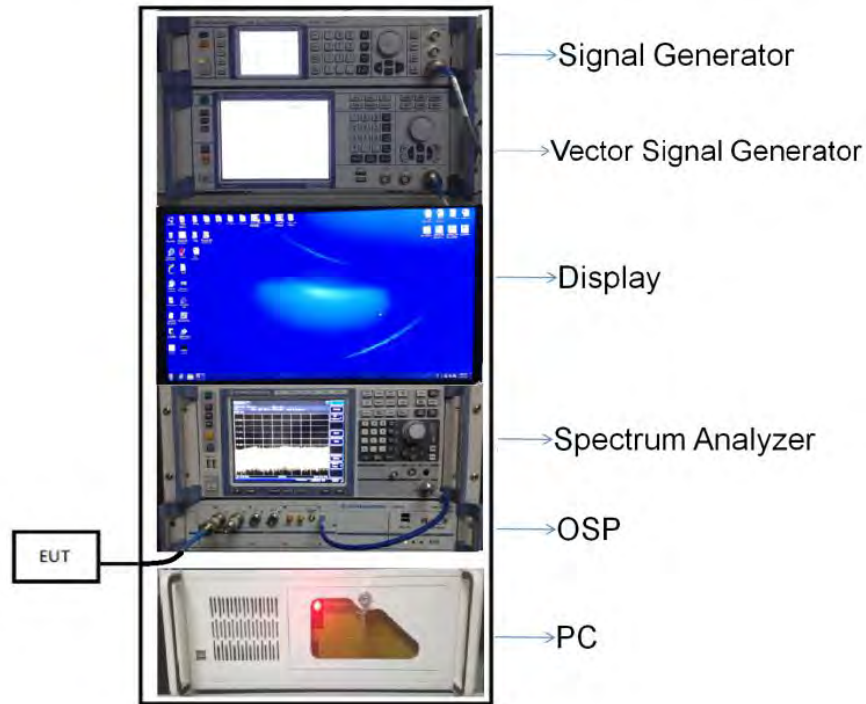 Signal Generator
Vector Signal Generator
Display
Spectrum Analyzer
OSP
EUT
PC